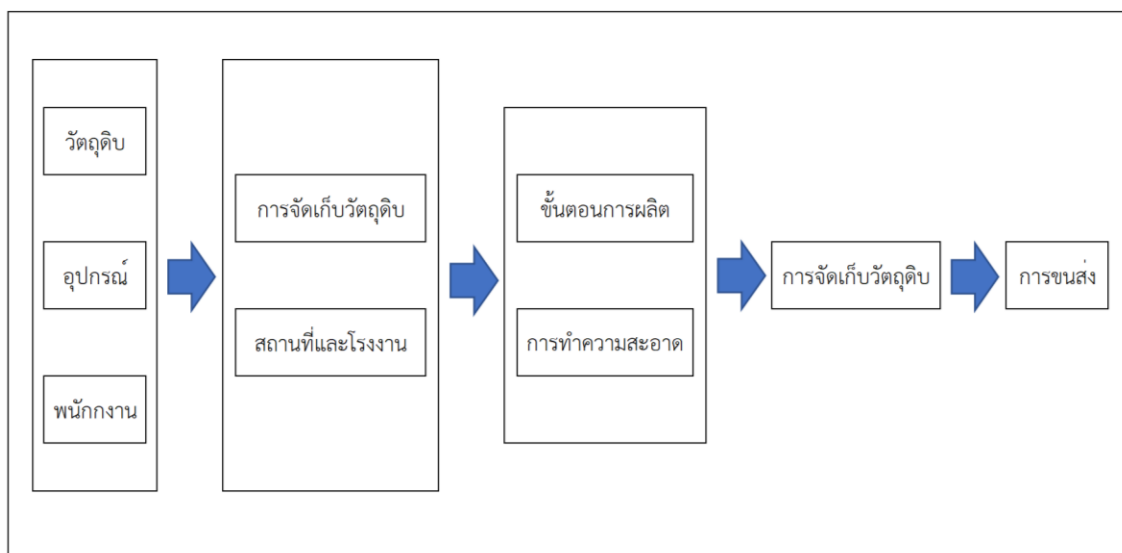 วัตถุดิบ
อุปกรณ์
พนักกงาน
การจัดเก็บวัตถุดิบ
สถานที่และโรงงาน
ขั้นตอนการผลิต
การทำความสะอาด
การจัดเก็บวัตถุดิบ
การขนส่ง